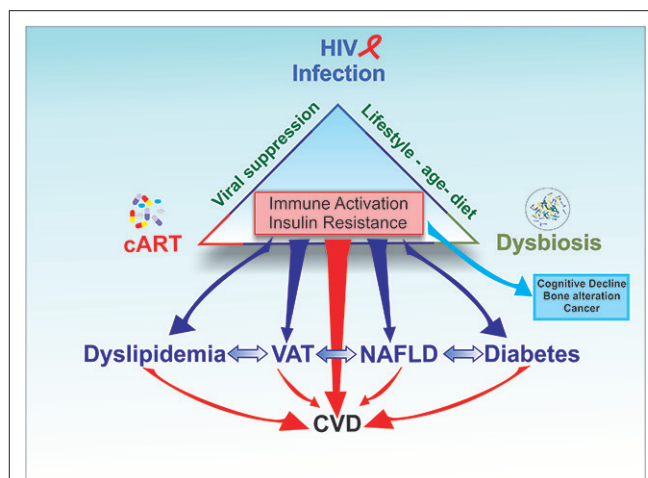 HIV
Infection
Viral suppression
Lifestyle - age- diet
Immune Activation
Insulin Resistance
cART
Dysbiosis
Cognitive Decline
Bone alteration
Cancer
Dyslipidemia
VAT
NAFLD
Diabetes
CVD